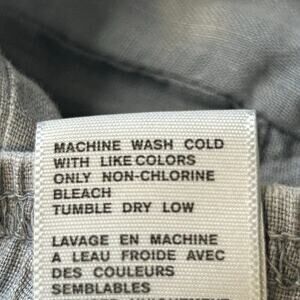 MACHINE WASH COLD
WITH LIKE COLORS
ONLY NON-CHLORINE
BLEACH
TUMBLE DRY LOW
LAVAGE EN MACHINE
A LEAU FROIDE AVEC
DES COULEURS
SEMBLABLES